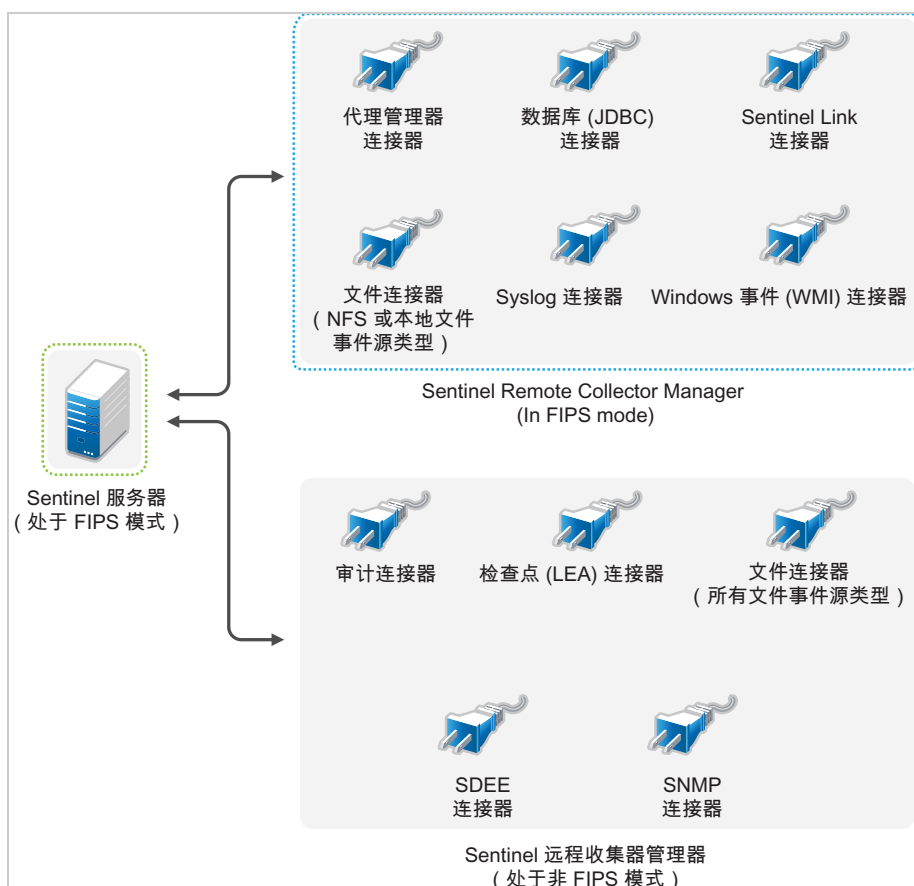 代理管理器
连接器
数据库 (JDBC)
连接器
Sentinel Link
连接器
文件连接器
（ NFS 或本地文件
事件源类型 ）
Syslog 连接器
Windows 事件 (WMI) 连接器
Sentinel Remote Collector Manager
(In FIPS mode)
Sentinel 服务器
（ 处于 FIPS 模式 ）
审计连接器
检查点 (LEA) 连接器
文件连接器
（ 所有文件事件源类型 ）
SDEE
连接器
SNMP
连接器
Sentinel 远程收集器管理器
（ 处于非 FIPS 模式 ）